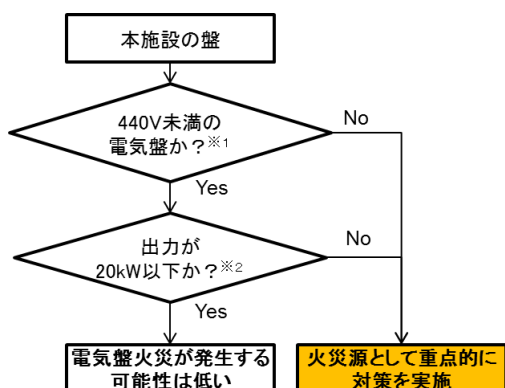 本施設の盤
440V未満の
電気盤か？※1
No
Yes
出力が
20kW以下か？※2
No
Yes
電気盤火災が発生する
可能性は低い
火災源として重点的に
対策を実施